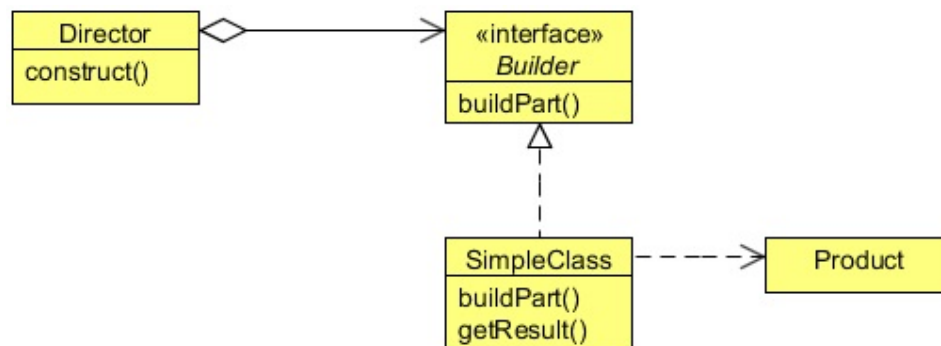 Director
construct()
«interface»
Builder
buildPart()
SimpleClass
buildPart()
getResult()
Product